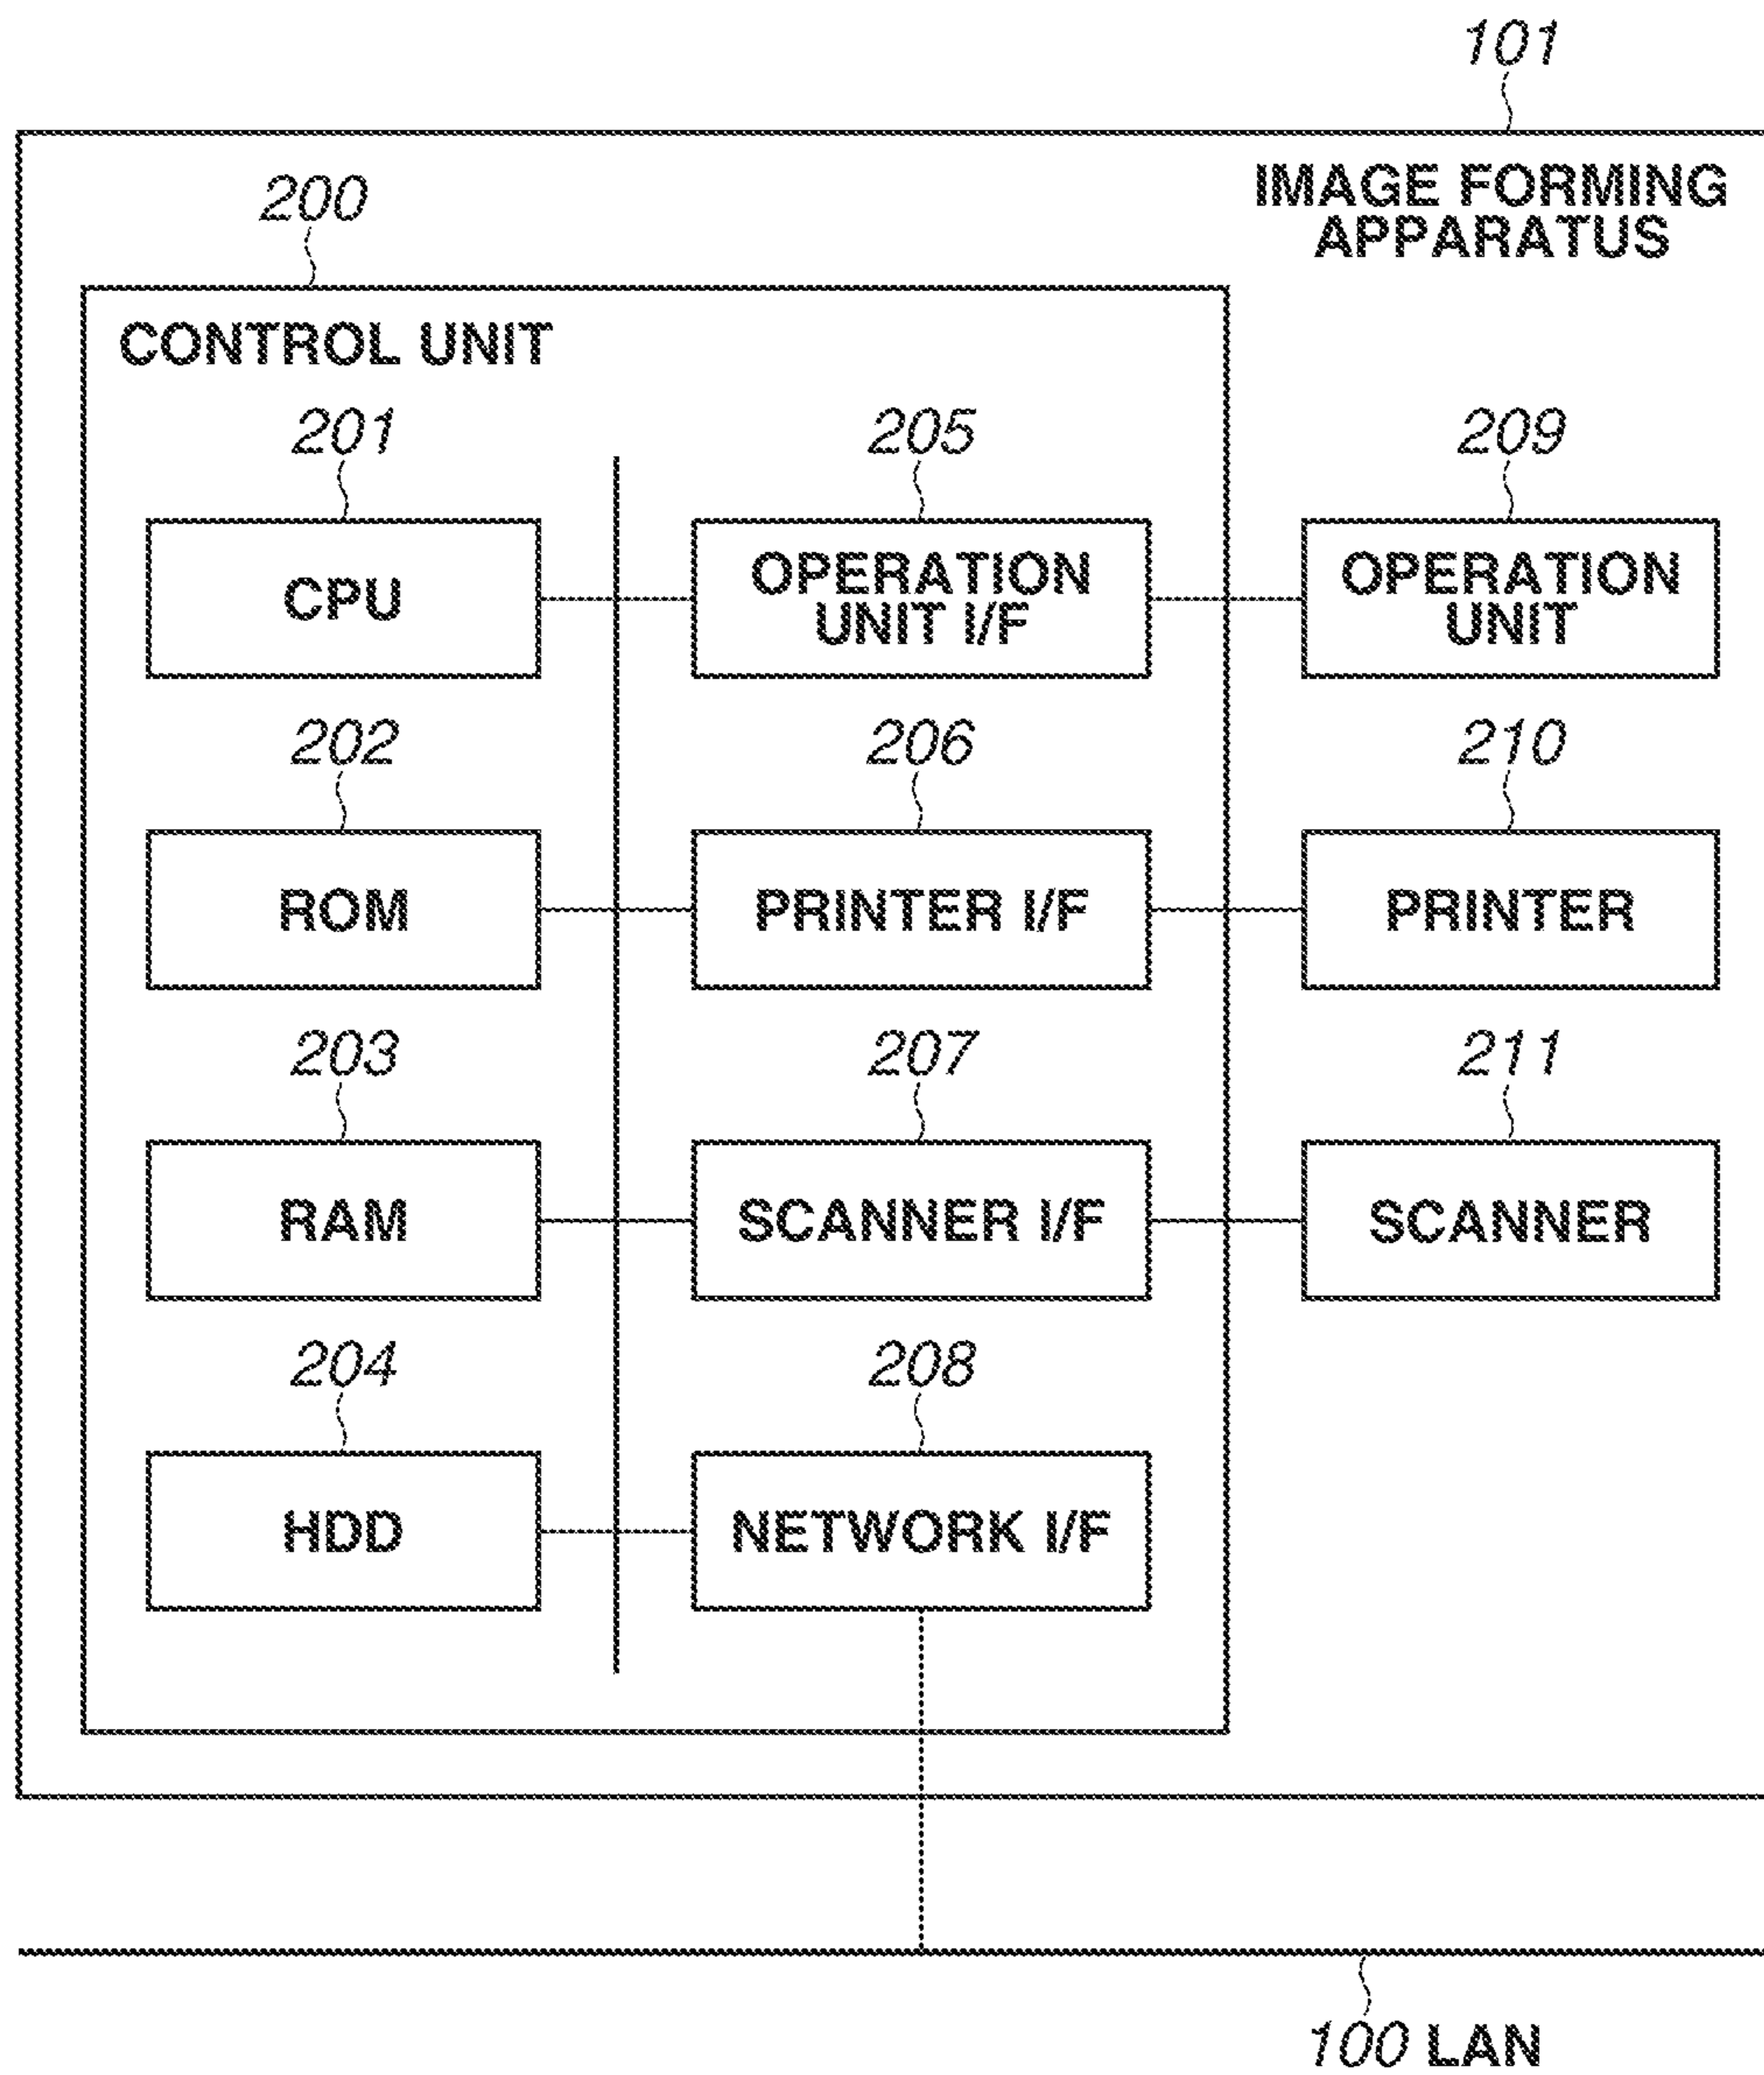 101
IMAGE FORMING
APPARATUS
200
CONTROL UNIT
201
205
209
CPU
OPERATION
UNIT I/F
OPERATION
UNIT
202
206
210
ROM
PRINTER I/F
PRINTER
203
207
211
RAM
SCANNER I/F
SCANNER
204
208
HDD
NETWORK I/F
100 LAN